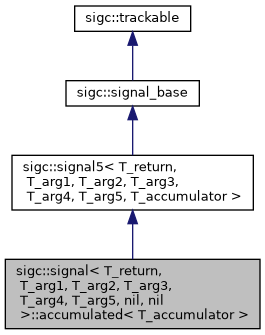 sigc::trackable
sigc::signal_base
sigc::signal5< T_return,
T_arg1, T_arg2, T_arg3,
T_arg4, T_arg5, T_accumulator >
sigc::signal< T_return,
T_arg1, T_arg2, T_arg3,
T_arg4, T_arg5, nil, nil
>::accumulated< T_accumulator >